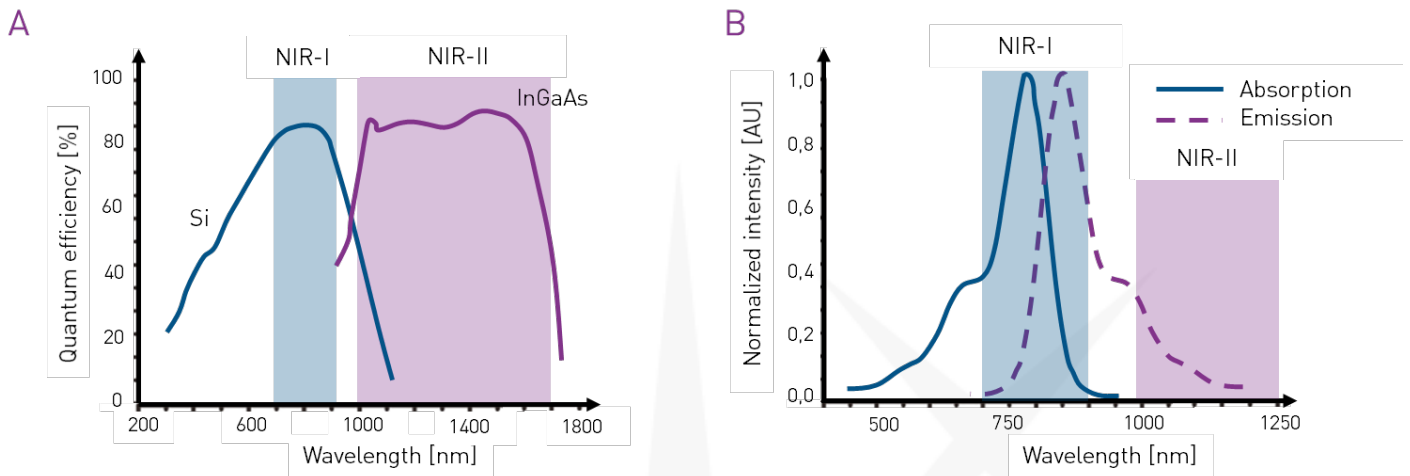 A
NIR-I
NIR-II
InGaAs
Si
Quantum efficiency [%]
100
80
60
40
20
0
200
600
1000
1400
1800
Wavelength [nm]
B
NIR-I
Absorption
Emission
NIR-II
Normalized intensity [AU]
1,0
0,8
0,6
0,4
0,2
0,0
500
750
1000
1250
Wavelength [nm]